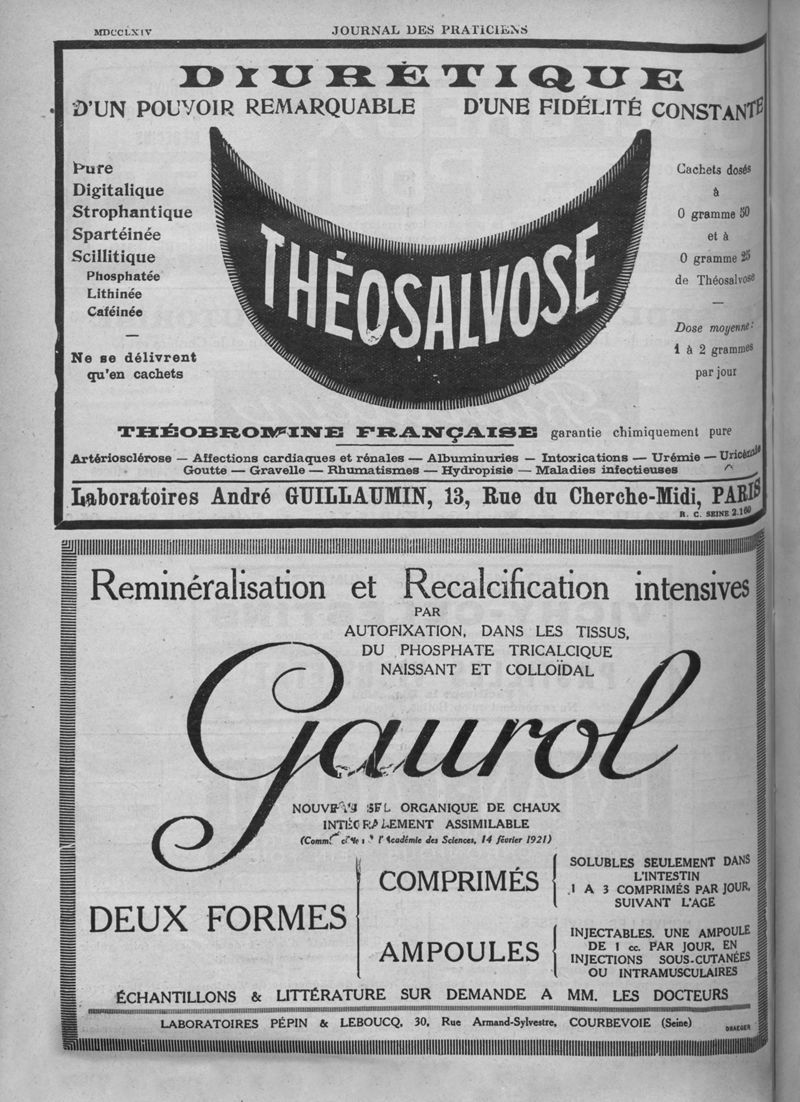 MDCCLXIV
JOURNAL DES PRATICIENS
DIURÉTIQUE
D'UN POUVOIR REMARQUABLE D'UNE FIDÉLITÉ CONSTANTE
Pure
Digitalique
Strophantique
Spartéinée
Scillitique
Phosphatée
Lithinée
Caféinée
Ne se délivrent
qu'en cachets
THÉOSALVOSE
Cachets dosés
à
0 gramme 50
et à
0 gramme 25
de Théosalvose
Dose moyenne:
1 à 2 grammes
par jour
THÉOBROMINE FRANÇAISE garantie chimiquement pure
Artériosclérose — Affections cardiaques et rénales — Albuminuries — Intoxications — Urémie — Uricémie
Goutte — Gravelle — Rhumatismes — Hydropisie — Maladies infectieuses
Laboratoires André GUILLAUMIN, 13, Rue du Cherche-Midi, PARIS
R. C. SEINE 2.160
Reminéralisation et Recalcification intensives
PAR
AUTOFIXATION, DANS LES TISSUS,
DU PHOSPHATE TRICALCIQUE
NAISSANT ET COLLOÏDAL
Gaurol
NOUVEAU SEL ORGANIQUE DE CHAUX
INTÉGRALEMENT ASSIMILABLE
l'Académie des Sciences, 14 février 1921)
DEUX FORMES
COMPRIMÉS
SOLUBLES SEULEMENT DANS
L'INTESTIN
1 A 3 COMPRIMÉS PAR JOUR,
SUIVANT L'AGE
AMPOULES
INJECTABLES. UNE AMPOULE
DE 1 cc. PAR JOUR, EN
INJECTIONS SOUS-CUTANÉES
OU INTRAMUSCULAIRES
ÉCHANTILLONS & LITTÉRATURE SUR DEMANDE A MM. LES DOCTEURS
LABORATOIRES PÉPIN & LEBOUCQ, 30, Rue Armand-Sylvestre, COURBEVOIE (Seine)
DRAEGER